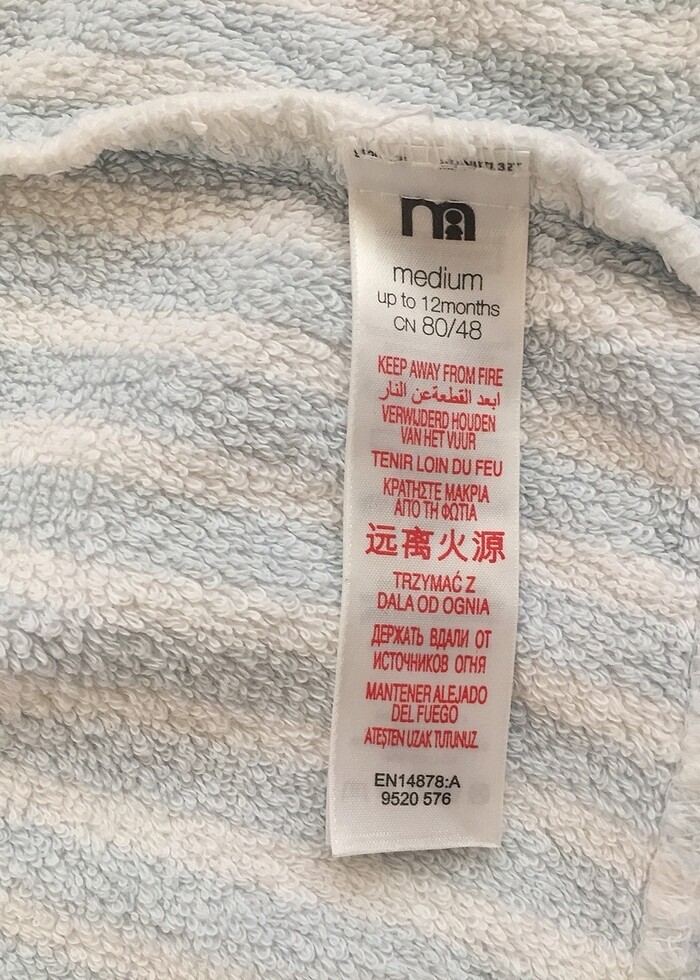 m
medium
up to 12months
CN 80/48
KEEP AWAY FROM FIRE
ابعد القطعة عن النار
VERWIJDERD HOUDEN
VAN HET VUUR
TENIR LOIN DU FEU
ΚΡΑΤΗΣΤΕ ΜΑΚΡΙΑ
ΑΠΟ ΤΗ ΦΩΤΙΑ
远离火源
TRZYMAĆ Z
DALA OD OGNIA
ДЕРЖАТЬ ВДАЛИ ОТ
ИСТОЧНИКОВ ОГНЯ
MANTENER ALEJADO
DEL FUEGO
ATEŞTEN UZAK TUTUNUZ.
EN14878:A
9520 576